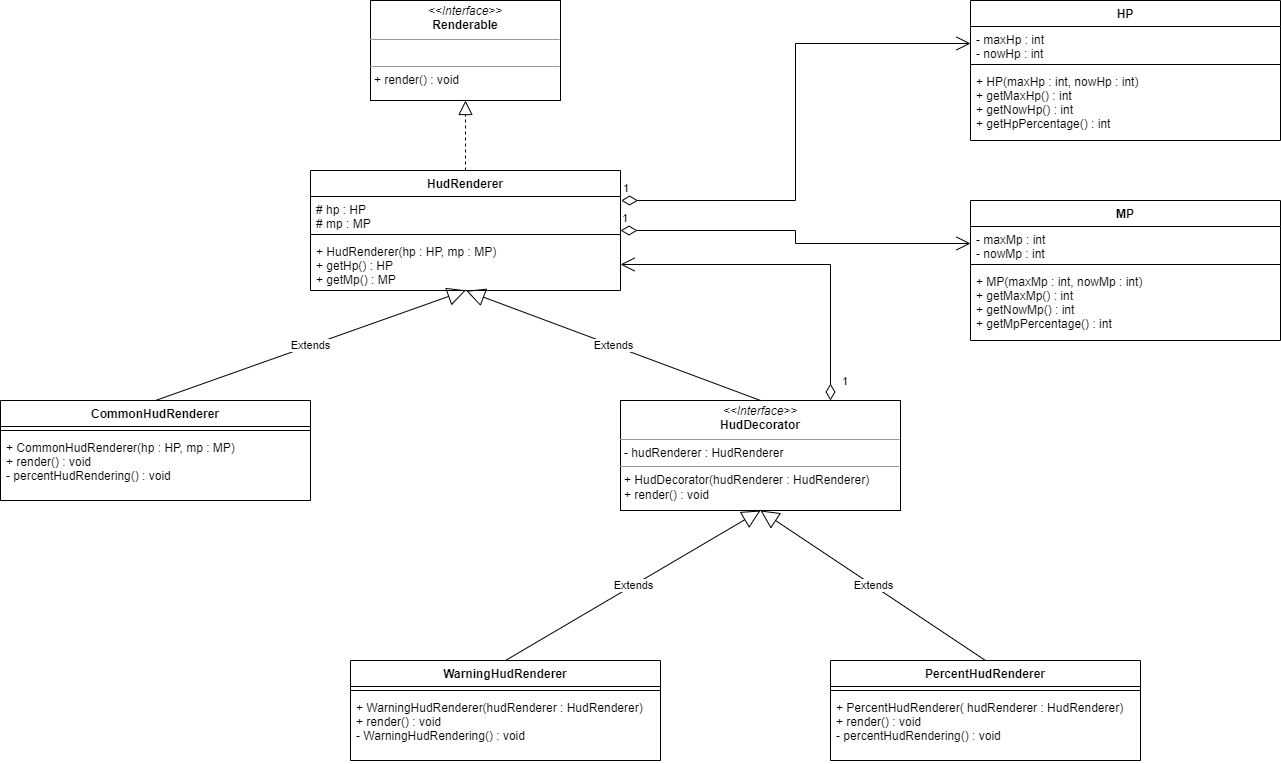 <<Interface>>
Renderable
+ render() : void
HP
- maxHp : int
- nowHp : int
+ HP(maxHp : int, nowHp : int)
+ getMaxHp() : int
+ getNowHp() : int
+ getHpPercentage() : int
HudRenderer
# hp : HP
# mp : MP
+ HudRenderer(hp : HP, mp : MP)
+ getHp() : HP
+ getMp() : MP
1
1
MP
- maxMp : int
- nowMp : int
+ MP(maxMp : int, nowMp : int)
+ getMaxMp() : int
+ getNowMp() : int
+ getMpPercentage() : int
Extends
Extends
1
CommonHudRenderer
+ CommonHudRenderer(hp : HP, mp : MP)
+ render() : void
- percentHudRendering() : void
<<Interface>>
HudDecorator
- hudRenderer : HudRenderer
+ HudDecorator(hudRenderer : HudRenderer)
+ render() : void
Extends
Extends
WarningHudRenderer
+ WarningHudRenderer(hudRenderer : HudRenderer)
+ render() : void
- WarningHudRendering() : void
PercentHudRenderer
+ PercentHudRenderer( hudRenderer : HudRenderer)
+ render() : void
- percentHudRendering() : void